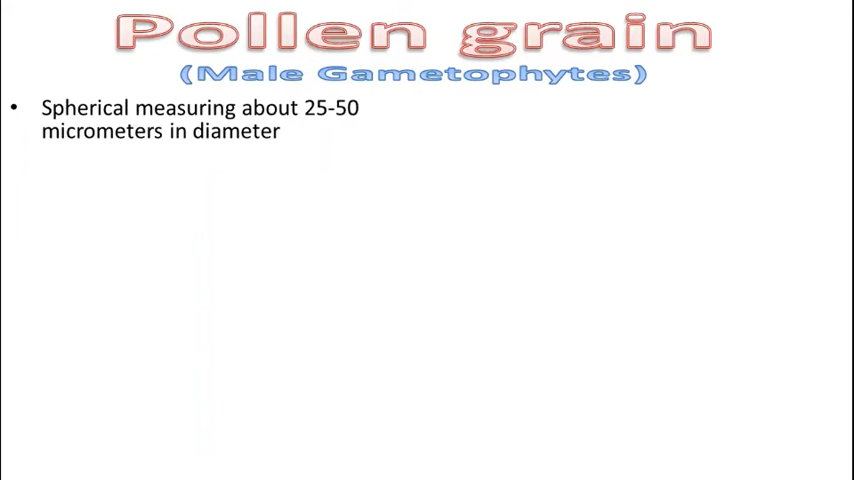 Pollen grain
(Male Gametophytes)
• Spherical measuring about 25-50
micrometers in diameter